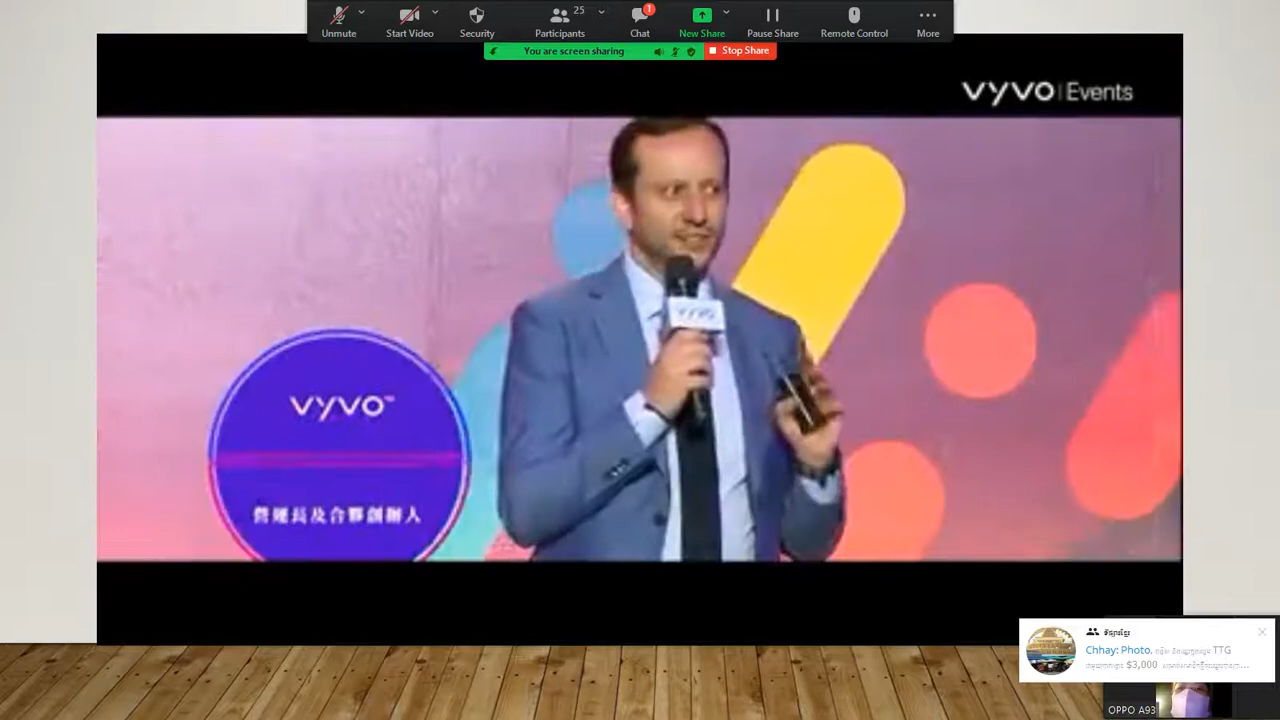 25
1
Unmute
Start Video
Security
Participants
Chat
New Share
Pause Share
Remote Control
More
You are screen sharing
Stop Share
VYVO | Events
VYVO
VYVO™
營運長及合夥創辦人
Chhay: Photo,
TTG
$3,000
OPPO A93